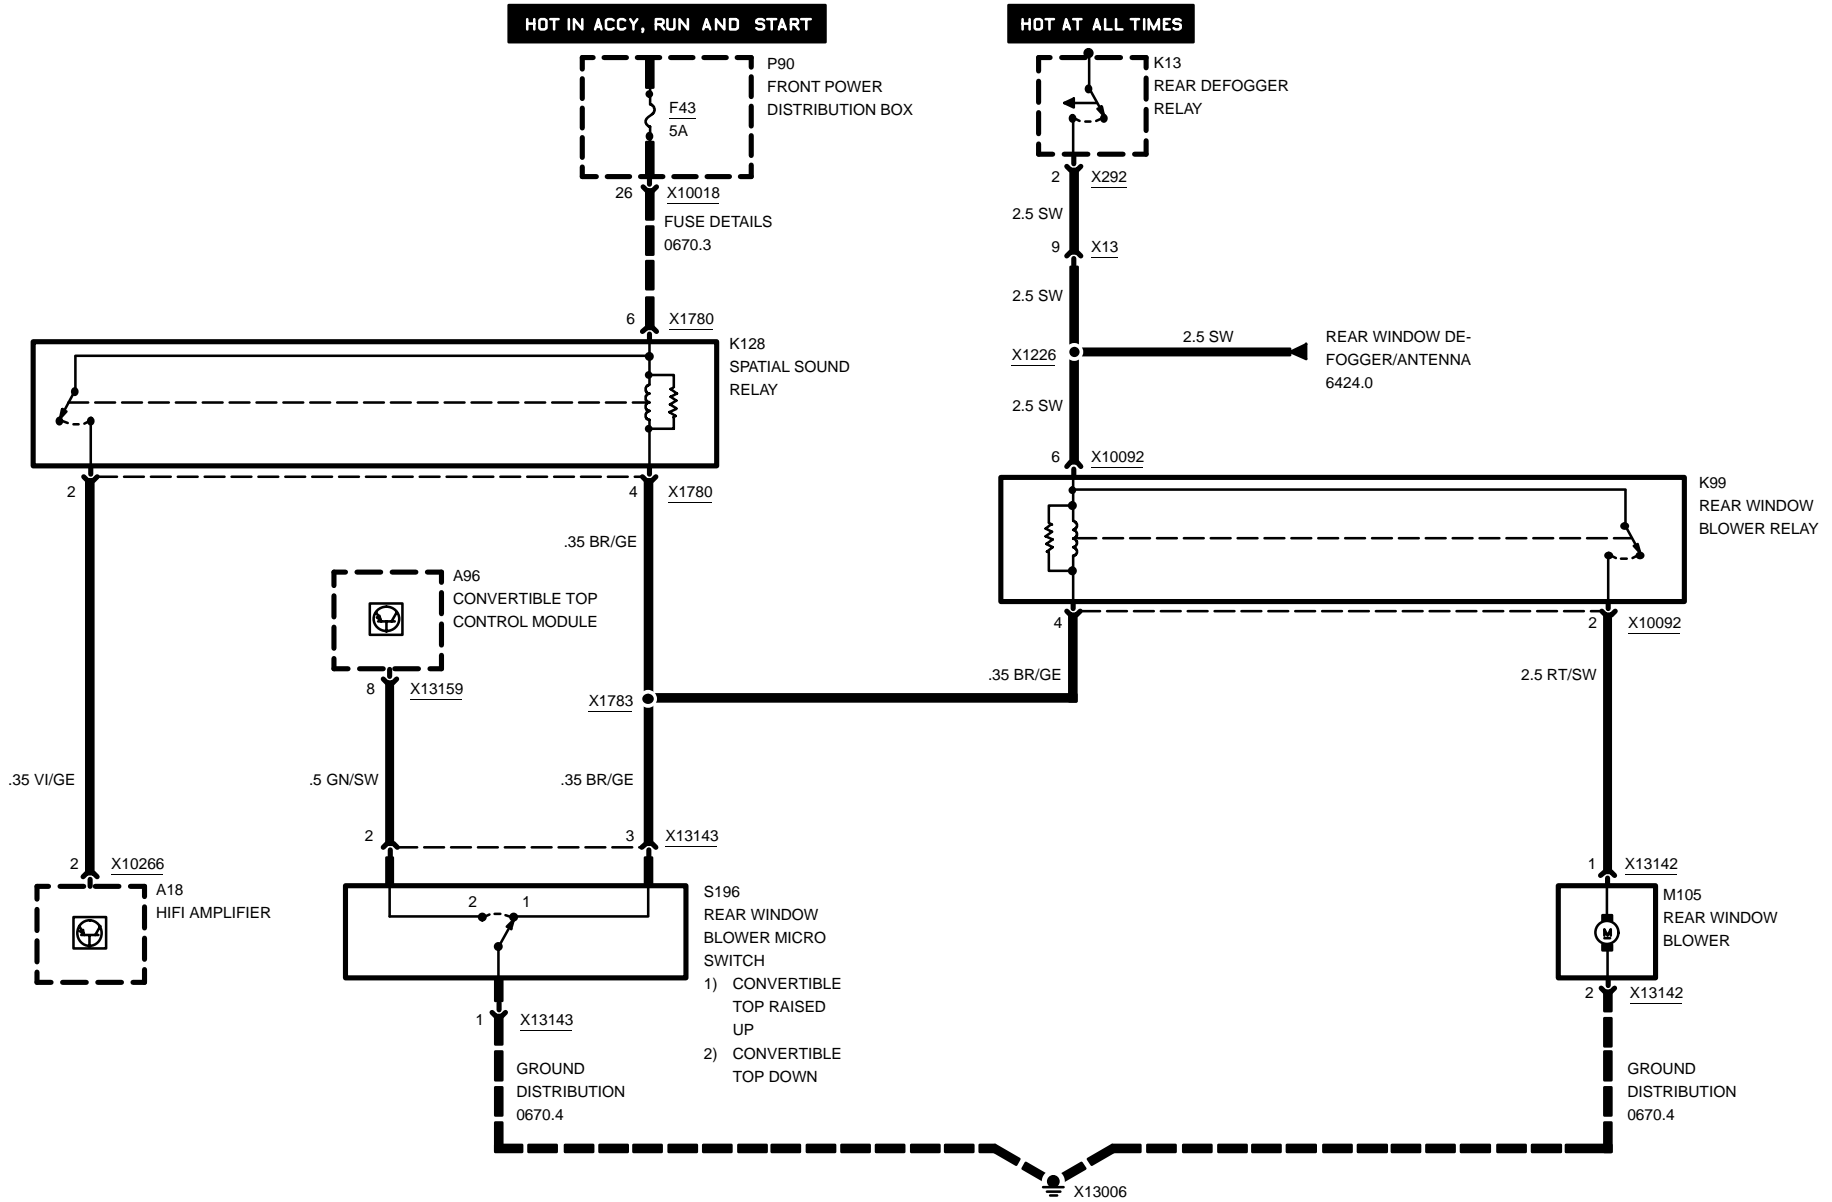 HOT IN ACCY, RUN AND START
HOT AT ALL TIMES
P90
FRONT POWER
DISTRIBUTION BOX
F43
5A
26
X10018
FUSE DETAILS
0670.3
K13
REAR DEFOGGER
RELAY
2
X292
2.5 SW
9
X13
2.5 SW
X1226
2.5 SW
REAR WINDOW DE-
FOGGER/ANTENNA
6424.0
2.5 SW
6
X1780
K128
SPATIAL SOUND
RELAY
6
X10092
K99
REAR WINDOW
BLOWER RELAY
2
4
X1780
.35 BR/GE
A96
CONVERTIBLE TOP
CONTROL MODULE
8
X13159
4
2
X10092
.35 BR/GE
2.5 RT/SW
X1783
.35 VI/GE
.5 GN/SW
.35 BR/GE
2
3
X13143
2
X10266
A18
HIFI AMPLIFIER
2
1
S196
REAR WINDOW
BLOWER MICRO
SWITCH
1) CONVERTIBLE
TOP RAISED
UP
2) CONVERTIBLE
TOP DOWN
1
X13142
M105
REAR WINDOW
BLOWER
M
2
X13142
1
X13143
GROUND
DISTRIBUTION
0670.4
GROUND
DISTRIBUTION
0670.4
X13006